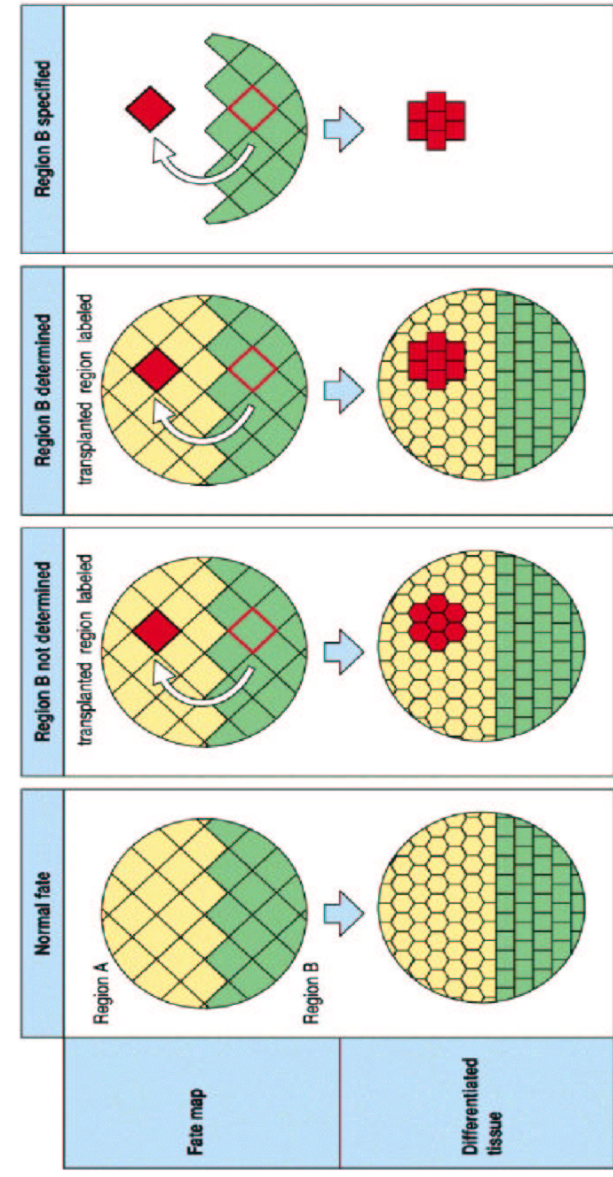 Normal fate
Region B not determined
Region B determined
Region B specified
Fate map
Region A
Region B
transplanted region labeled
transplanted region labeled
Differentiated
tissue